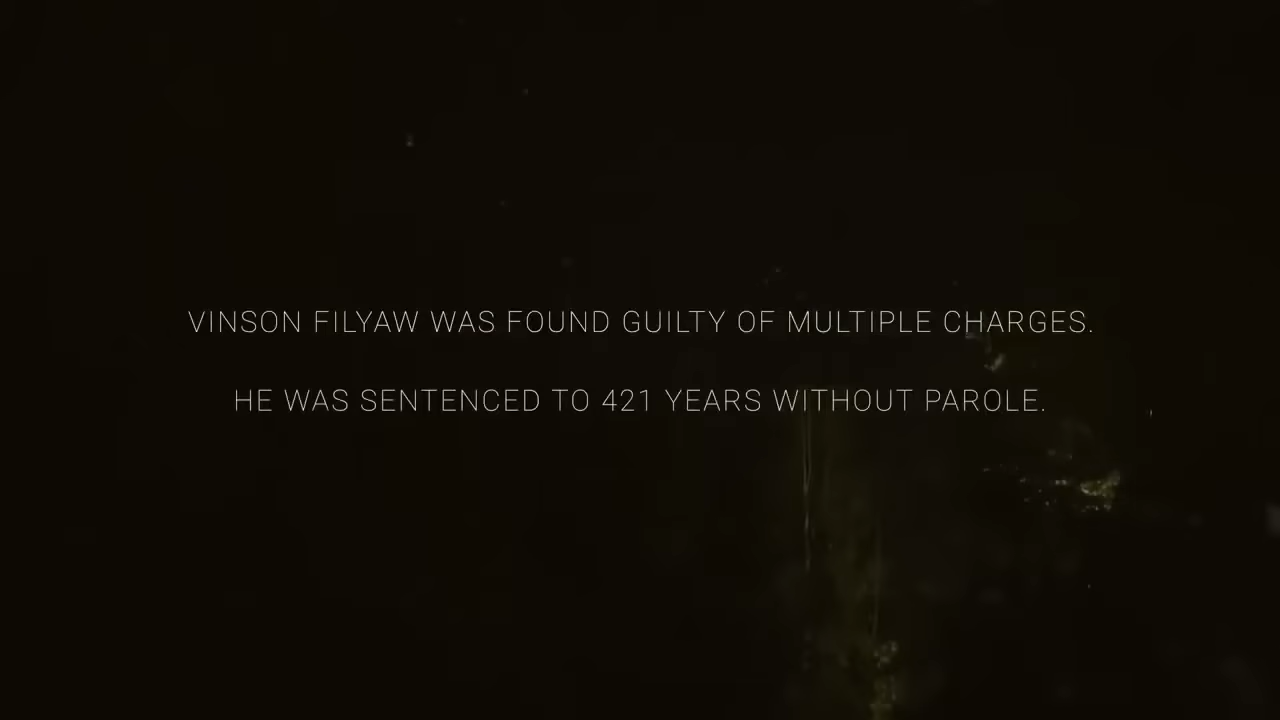 VINSON FILYAW WAS FOUND GUILTY OF MULTIPLE CHARGES.
HE WAS SENTENCED TO 421 YEARS WITHOUT PAROLE.